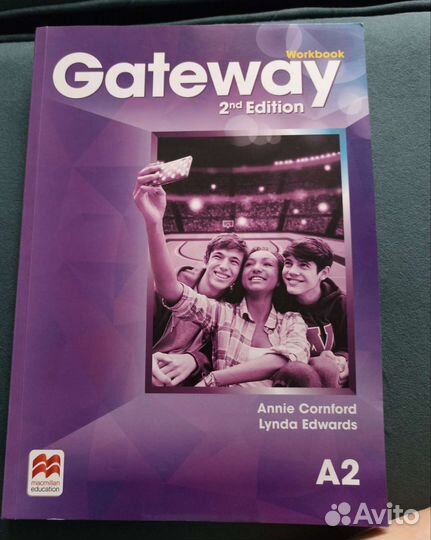 Workbook
Gateway
2nd Edition
Annie Cornford
Lynda Edwards
macmillan
education
A2
Avito